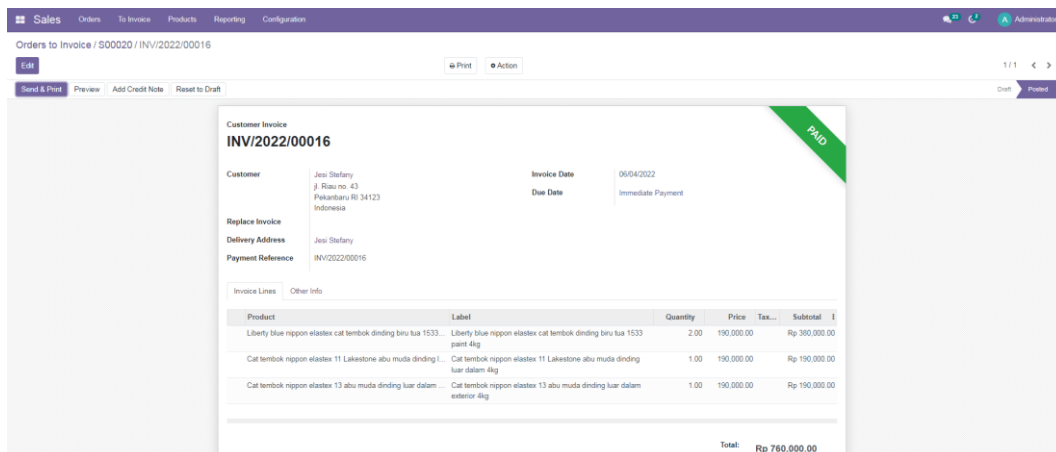 Sales Orders To Invoice Products Reporting Configuration Administrator
Orders to Invoice / S00020 / INV/2022/00016
Edit Print Action 1 / 1
Send & Print Preview Add Credit Note Reset to Draft Draft Posted
Customer Invoice
INV/2022/00016
PAID
Customer Jesi Stefany Invoice Date 06/04/2022
jl. Riau no. 43 Due Date Immediate Payment
Pekanbaru RI 34123
Indonesia
Replace Invoice
Delivery Address Jesi Stefany
Payment Reference INV/2022/00016
Invoice Lines Other Info
Product Label Quantity Price Tax... Subtotal
Liberty blue nippon elastex cat tembok dinding biru tua 1533... Liberty blue nippon elastex cat tembok dinding biru tua 1533 2.00 190,000.00 Rp 380,000.00
paint 4kg
Cat tembok nippon elastex 11 Lakestone abu muda dinding l... Cat tembok nippon elastex 11 Lakestone abu muda dinding 1.00 190,000.00 Rp 190,000.00
luar dalam 4kg
Cat tembok nippon elastex 13 abu muda dinding luar dalam ... Cat tembok nippon elastex 13 abu muda dinding luar dalam 1.00 190,000.00 Rp 190,000.00
exterior 4kg
Total: Rp 760,000.00